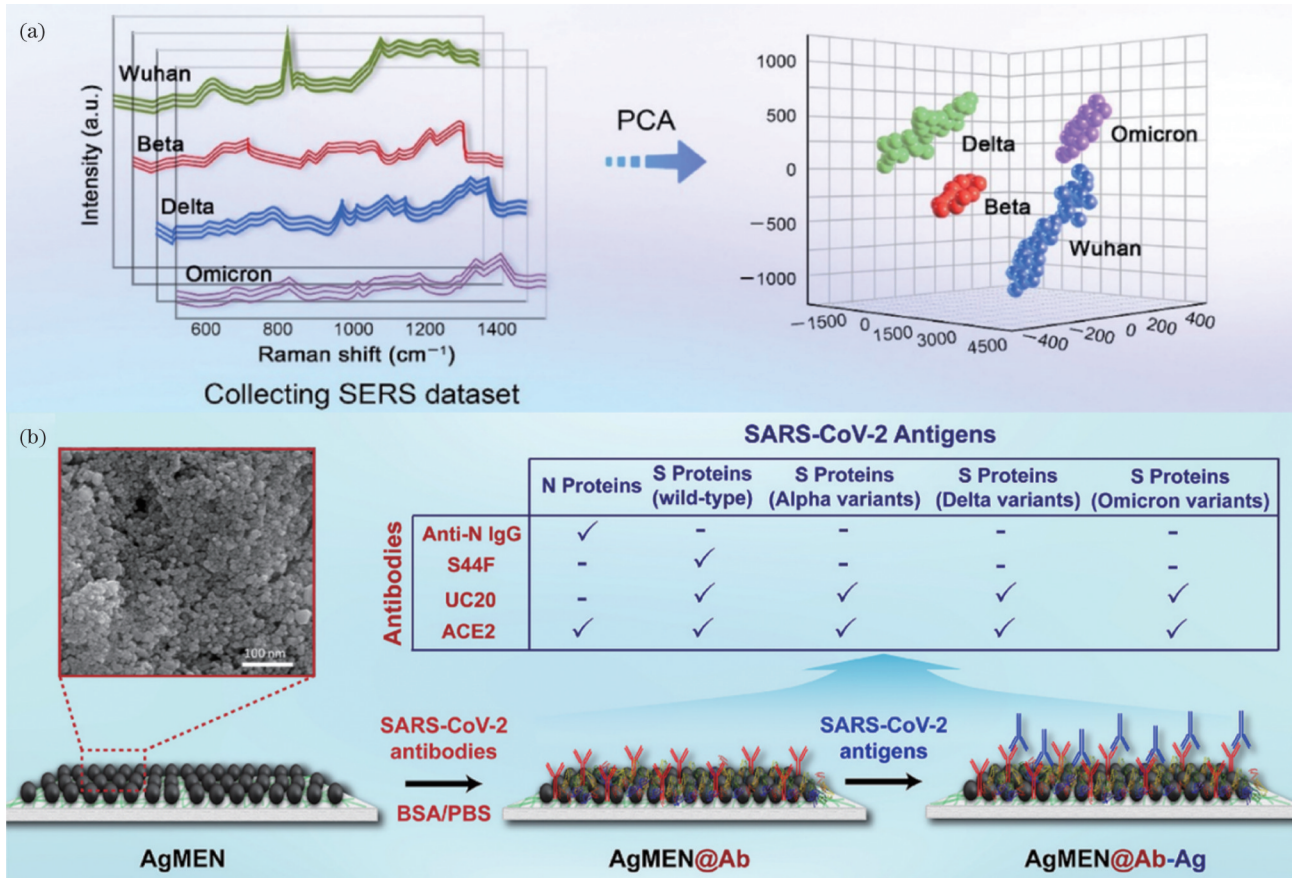 (a)
Wuhan
Beta
Delta
Omicron
Intensity (a.u.)
600 800 1000 1200 1400
Raman shift (cm⁻¹)
Collecting SERS dataset
PCA
1000
500
0
−500
−1000
Delta
Omicron
Beta
Wuhan
−1500 0 1500 3000 4500
−400 −200 0 200 400
(b)
100 nm
SARS-CoV-2 Antigens
Antibodies
N Proteins S Proteins (wild-type) S Proteins (Alpha variants) S Proteins (Delta variants) S Proteins (Omicron variants)
Anti-N IgG ✓ - - - -
S44F - ✓ - - -
UC20 - ✓ ✓ ✓ ✓
ACE2 ✓ ✓ ✓ ✓ ✓
SARS-CoV-2
antibodies
BSA/PBS
SARS-CoV-2
antigens
AgMEN
AgMEN@Ab
AgMEN@Ab-Ag